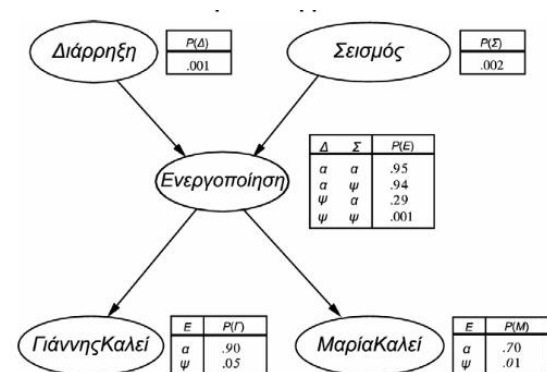 Διάρρηξη
P(Δ)
.001
Σεισμός
P(Σ)
.002
Ενεργοποίηση
Δ Σ P(E)
α α .95
α ψ .94
ψ α .29
ψ ψ .001
ΓιάννηςΚαλεί
E P(Γ)
α .90
ψ .05
ΜαρίαΚαλεί
E P(M)
α .70
ψ .01